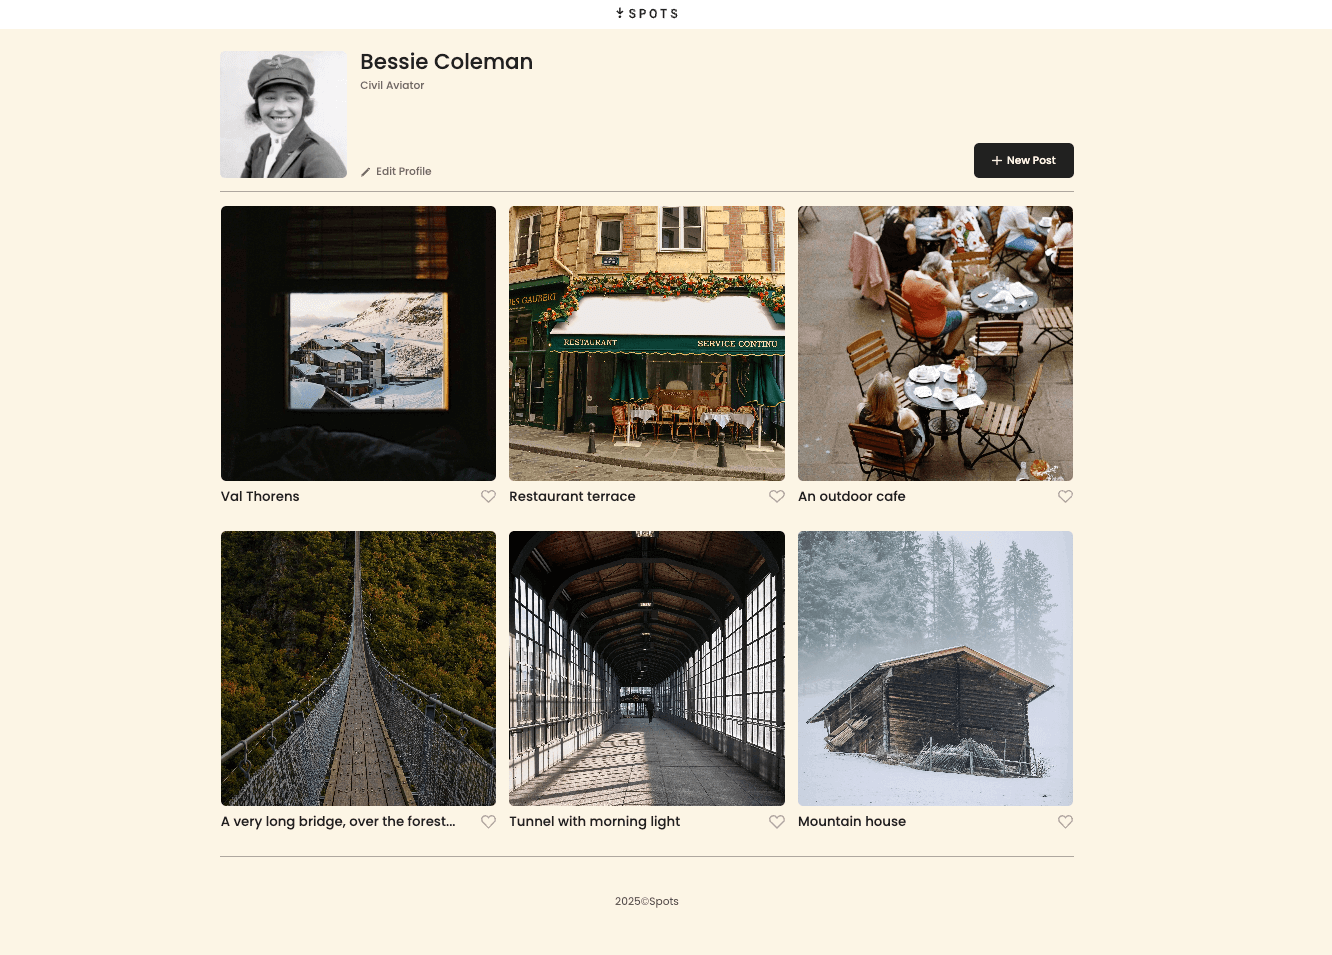 SPOTS
Bessie Coleman
Civil Aviator
Edit Profile
New Post
RESTAURANT SERVICE CONTINU
Val Thorens
Restaurant terrace
An outdoor cafe
A very long bridge, over the forest...
Tunnel with morning light
Mountain house
2025©Spots